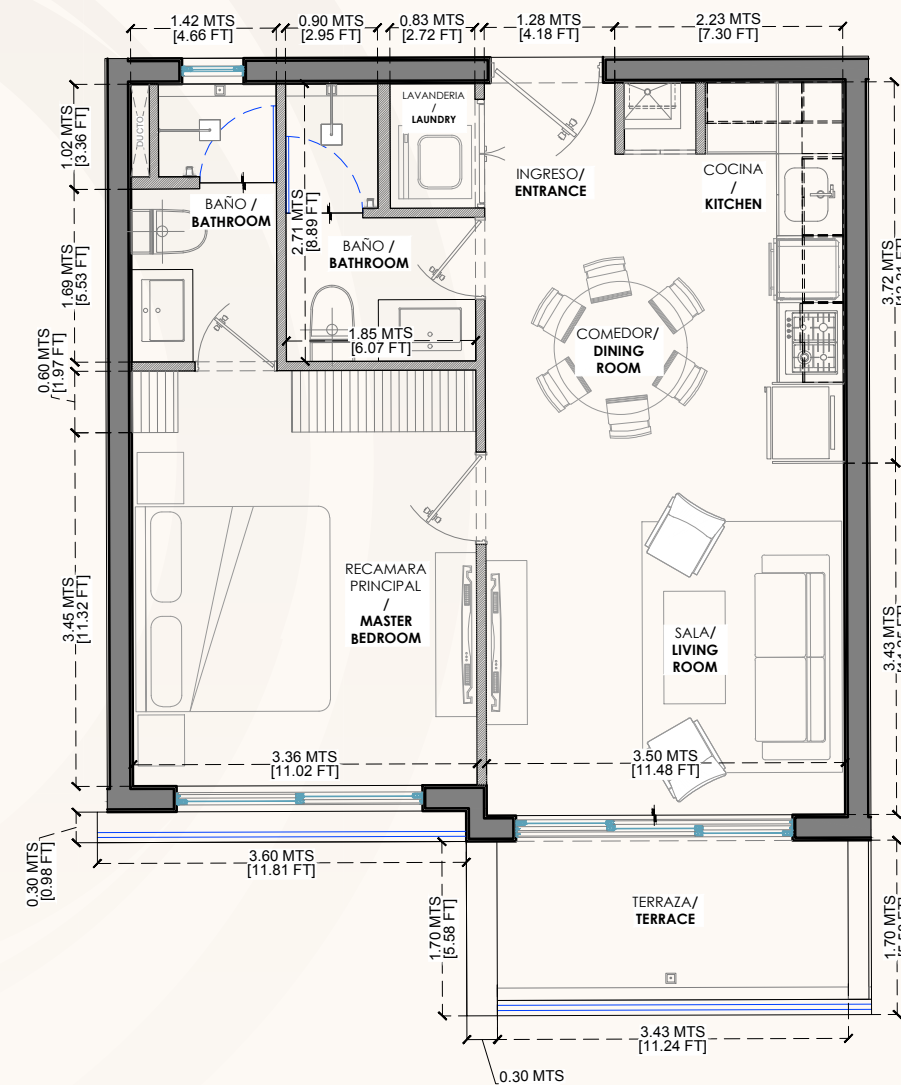 1.42 MTS
[4.66 FT]
0.90 MTS
[2.95 FT]
0.83 MTS
[2.72 FT]
1.28 MTS
[4.18 FT]
2.23 MTS
[7.30 FT]
1.02 MTS
[3.36 FT]
DUCTO
LAVANDERIA
/
LAUNDRY
INGRESO/
ENTRANCE
COCINA
/
KITCHEN
BAÑO /
BATHROOM
2.71 MTS
[8.89 FT]
BAÑO /
BATHROOM
1.69 MTS
[5.53 FT]
3.72 MTS
1.85 MTS
[6.07 FT]
COMEDOR/
DINING
ROOM
0.60 MTS
[1.97 FT]
3.45 MTS
[11.32 FT]
RECAMARA
PRINCIPAL
/
MASTER
BEDROOM
SALA/
LIVING
ROOM
3.43 MTS
3.36 MTS
[11.02 FT]
3.50 MTS
[11.48 FT]
0.30 MTS
[0.98 FT]
3.60 MTS
[11.81 FT]
1.70 MTS
[5.58 FT]
TERRAZA/
TERRACE
1.70 MTS
3.43 MTS
[11.24 FT]
0.30 MTS